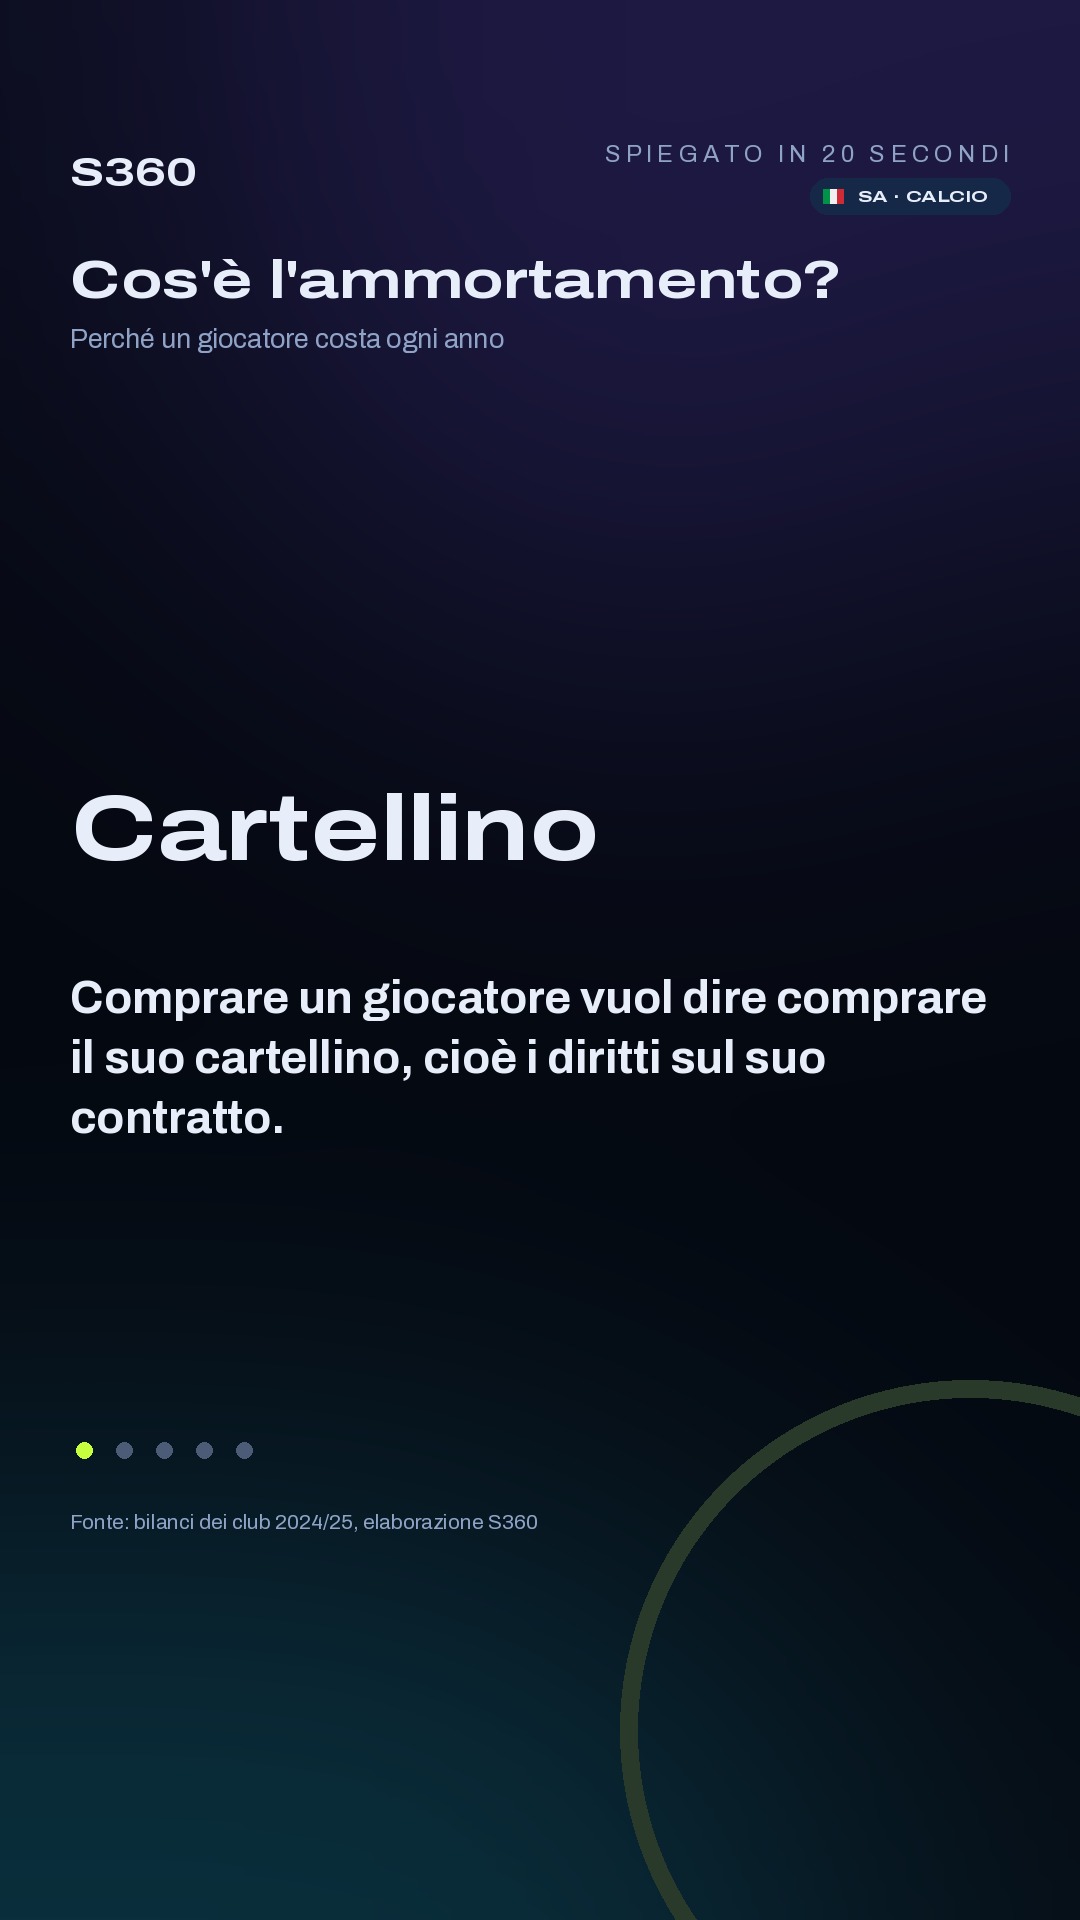 S360
SPIEGATO IN 20 SECONDI
SA · CALCIO
Cos'è l'ammortamento?
Perché un giocatore costa ogni anno
Cartellino
Comprare un giocatore vuol dire comprare
il suo cartellino, cioè i diritti sul suo
contratto.
Fonte: bilanci dei club 2024/25, elaborazione S360